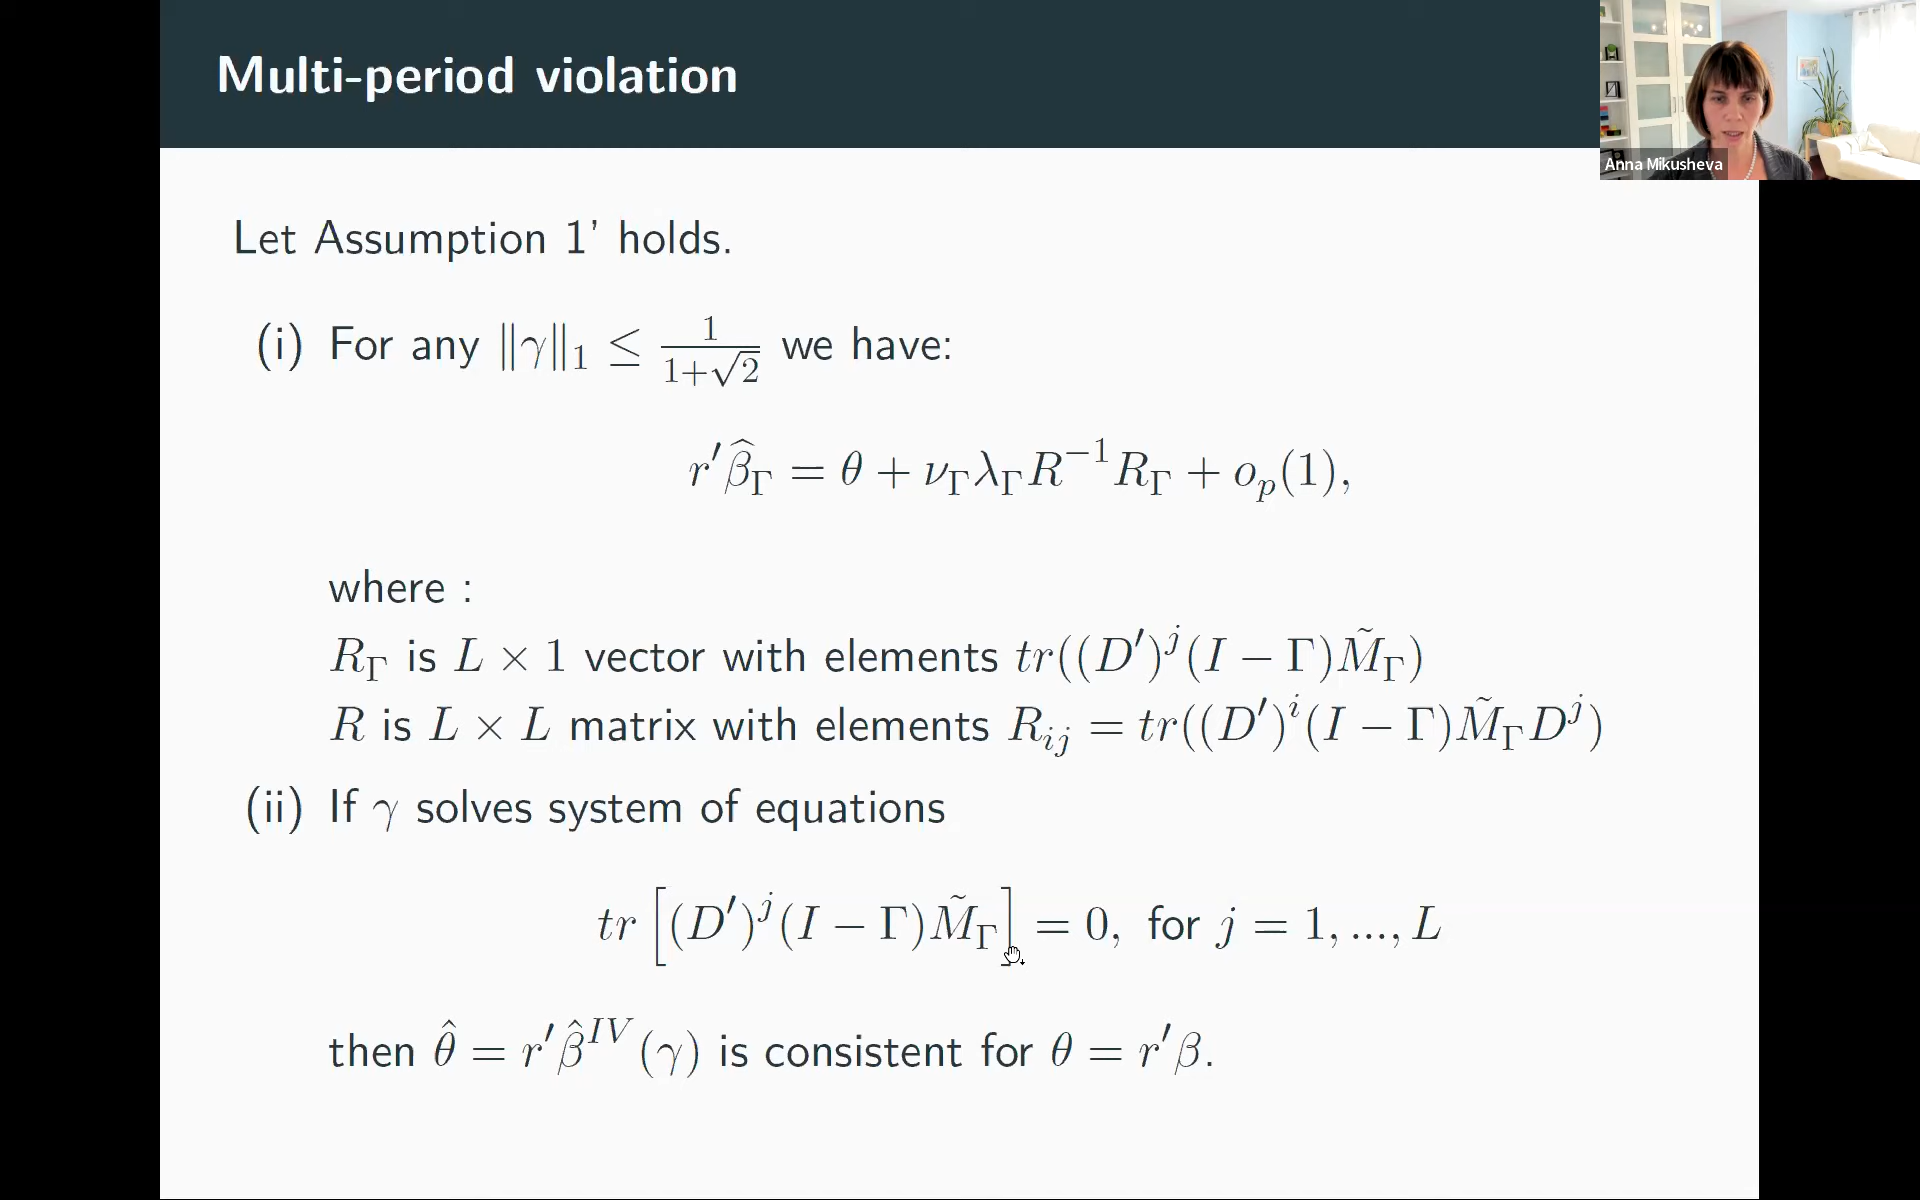 Multi-period violation
Anna Mikusheva
Let Assumption 1’ holds.
(i) For any ‖γ‖₁ ≤ 1/(1+√2) we have:
r′β̂_Γ = θ + ν_Γ λ_Γ R⁻¹ R_Γ + o_p(1),
where :
R_Γ is L × 1 vector with elements tr((D′)^j (I − Γ)M̃_Γ)
R is L × L matrix with elements R_ij = tr((D′)^i (I − Γ)M̃_Γ D^j)
(ii) If γ solves system of equations
tr [(D′)^j (I − Γ)M̃_Γ] = 0, for j = 1, ..., L
then θ̂ = r′β̂^IV (γ) is consistent for θ = r′β.